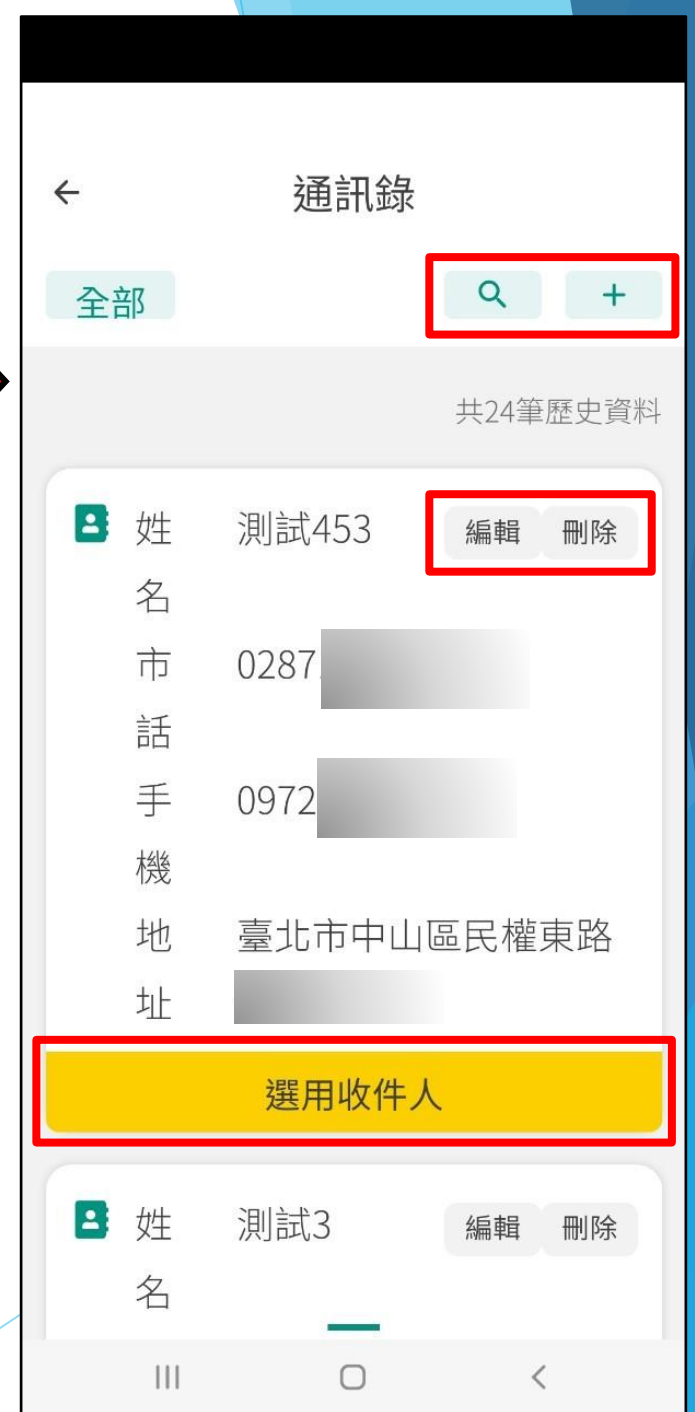 通訊錄
全部
+
共24筆歷史資料
姓名 測試453 編輯 刪除
市話 0287
手機 0972
地址 臺北市中山區民權東路
選用收件人
姓名 測試3 編輯 刪除